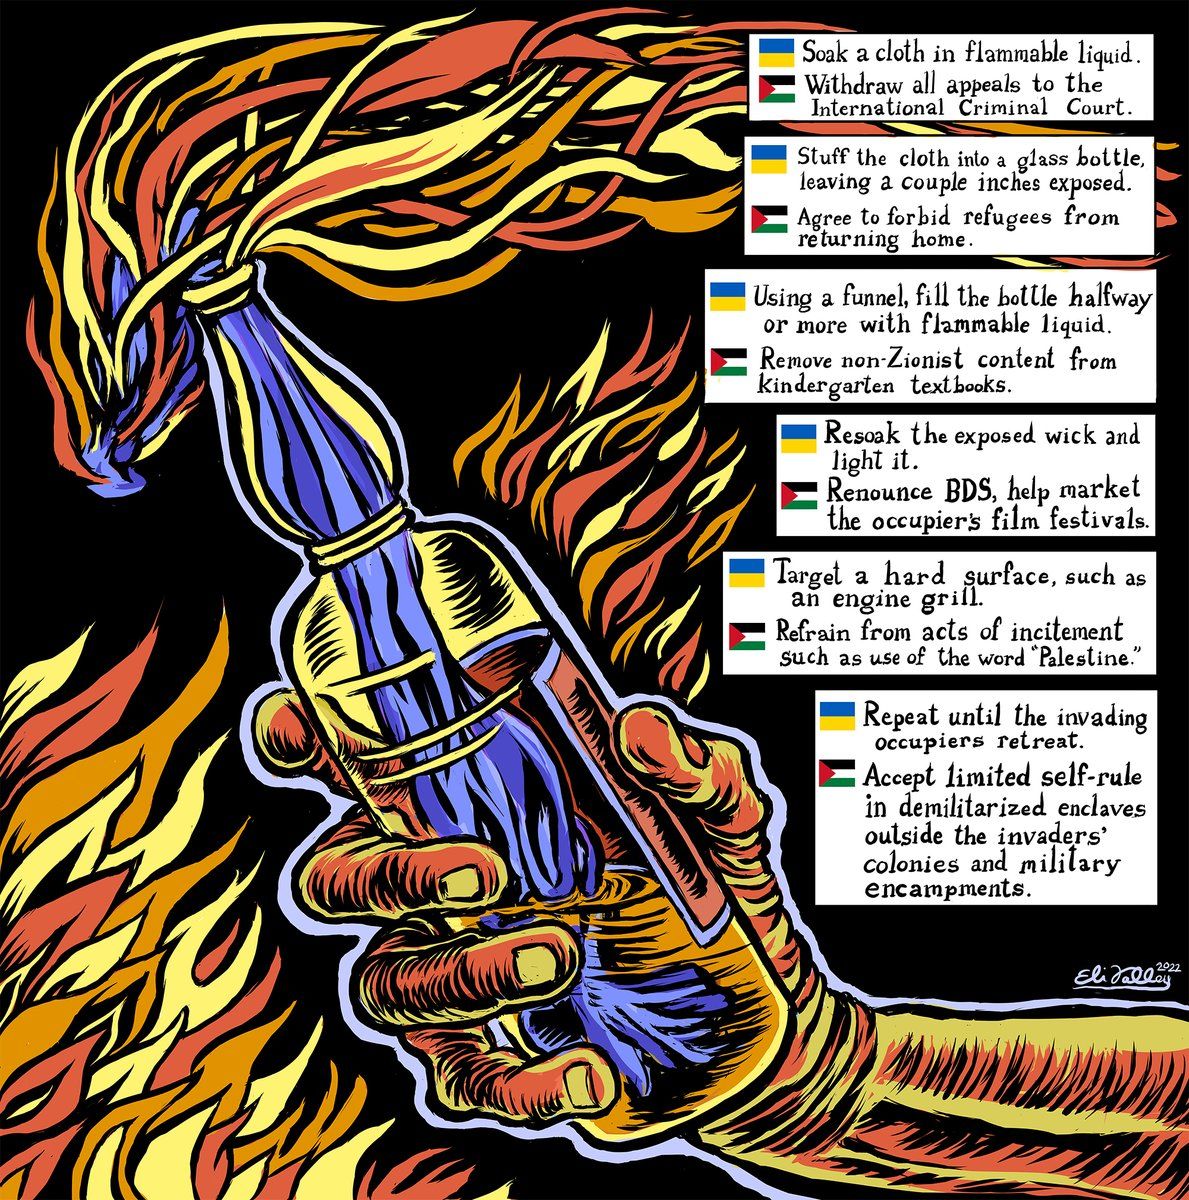 Soak a cloth in flammable liquid.
Withdraw all appeals to the
International Criminal Court.
Stuff the cloth into a glass bottle,
leaving a couple inches exposed.
Agree to forbid refugees from
returning home.
Using a funnel, fill the bottle halfway
or more with flammable liquid.
Remove non-Zionist content from
kindergarten textbooks.
Resoak the exposed wick and
light it.
Renounce BDS, help market
the occupier's film festivals.
Target a hard surface, such as
an engine grill.
Refrain from acts of incitement
such as use of the word "Palestine."
Repeat until the invading
occupiers retreat.
Accept limited self-rule
in demilitarized enclaves
outside the invaders'
colonies and military
encampments.
Eli Valley 2022